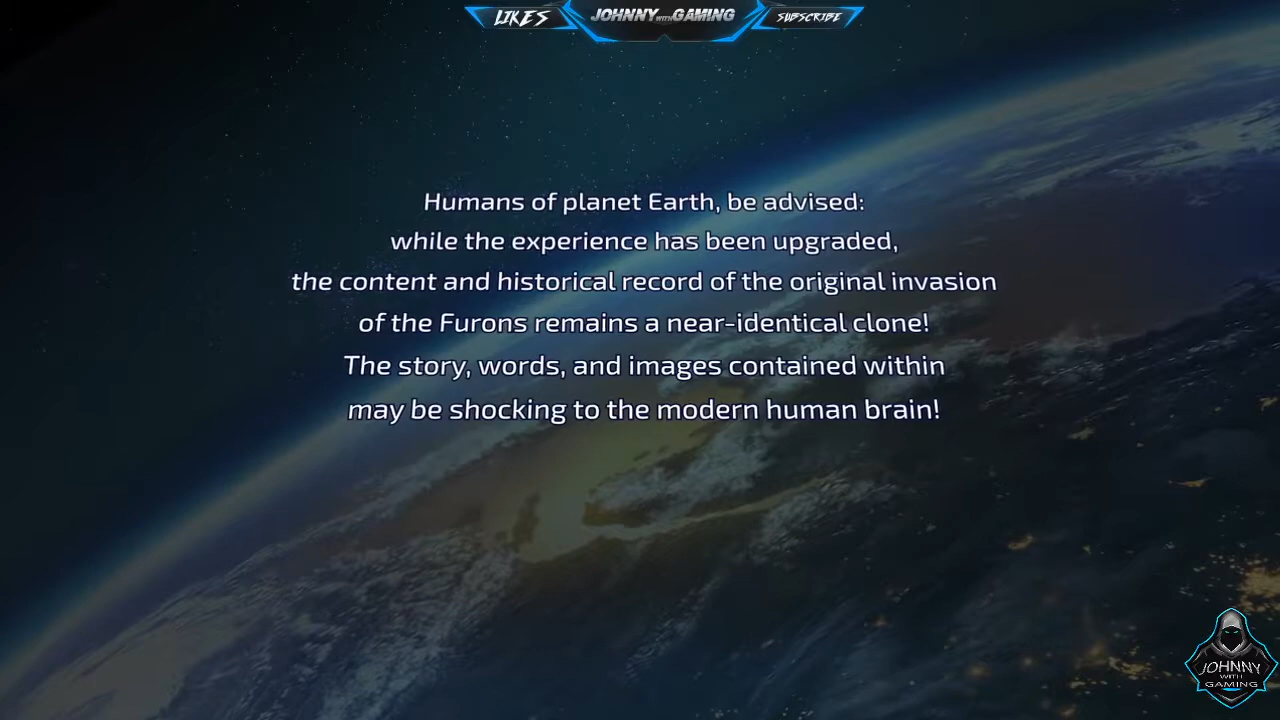 LIKES
JOHNNY WITH GAMING
SUBSCRIBE
Humans of planet Earth, be advised:
while the experience has been upgraded,
the content and historical record of the original invasion
of the Furons remains a near-identical clone!
The story, words, and images contained within
may be shocking to the modern human brain!
JOHNNY
WITH
GAMING